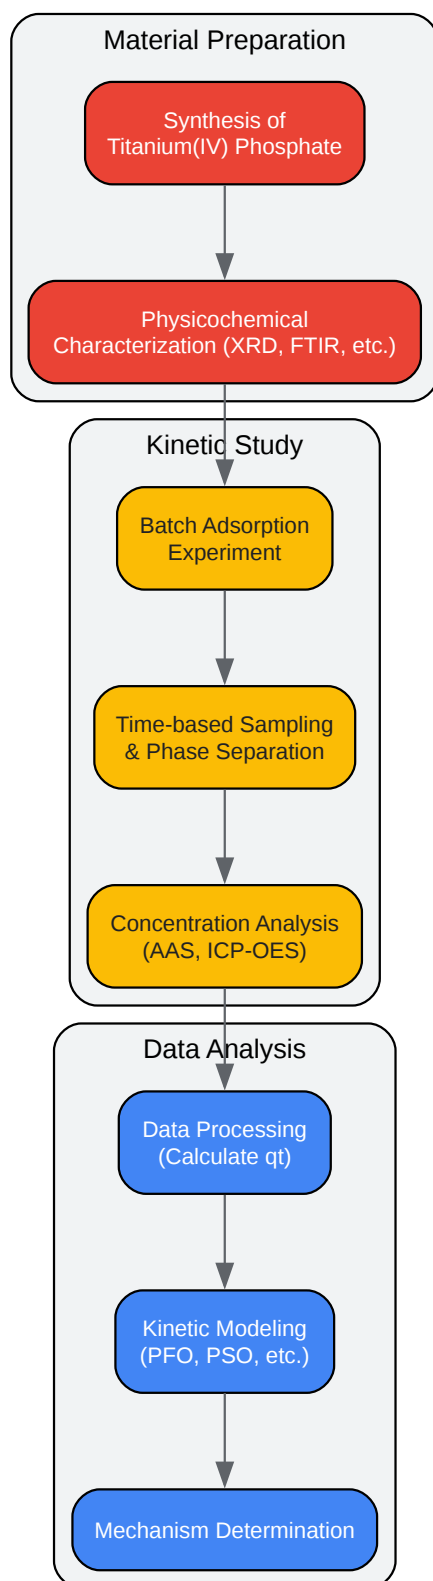 Material Preparation
Synthesis of
Titanium(IV) Phosphate
Physicochemical
Characterization (XRD, FTIR, etc.)
Kinetic Study
Batch Adsorption
Experiment
Time-based Sampling
& Phase Separation
Concentration Analysis
(AAS, ICP-OES)
Data Analysis
Data Processing
(Calculate qt)
Kinetic Modeling
(PFO, PSO, etc.)
Mechanism Determination